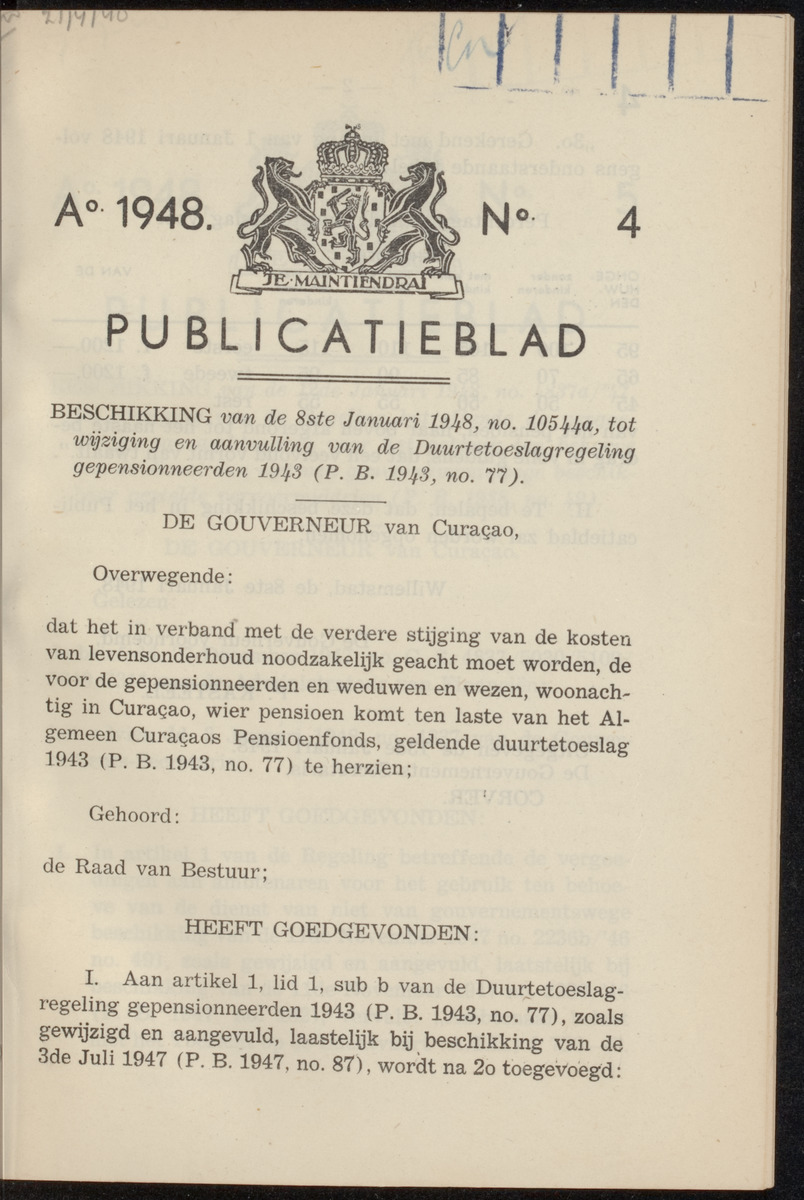 21/4/40
Aº. 1948. Nº. 4
JE·MAINTIENDRAI
PUBLICATIEBLAD
BESCHIKKING van de 8ste Januari 1948, no. 10544a, tot
wijziging en aanvulling van de Duurtetoeslagregeling
gepensionneerden 1943 (P. B. 1943, no. 77).
DE GOUVERNEUR van Curaçao,
Overwegende:
dat het in verband met de verdere stijging van de kosten
van levensonderhoud noodzakelijk geacht moet worden, de
voor de gepensionneerden en weduwen en wezen, woonach-
tig in Curaçao, wier pensioen komt ten laste van het Al-
gemeen Curaçaos Pensioenfonds, geldende duurtetoeslag
1943 (P. B. 1943, no. 77) te herzien;
Gehoord:
de Raad van Bestuur;
HEEFT GOEDGEVONDEN:
I. Aan artikel 1, lid 1, sub b van de Duurtetoeslag-
regeling gepensionneerden 1943 (P. B. 1943, no. 77), zoals
gewijzigd en aangevuld, laastelijk bij beschikking van de
3de Juli 1947 (P. B. 1947, no. 87), wordt na 2o toegevoegd: